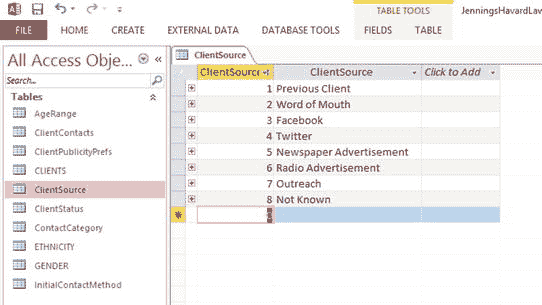 TABLE TOOLS
JenningsHavardLaw
FILE HOME CREATE EXTERNAL DATA DATABASE TOOLS FIELDS TABLE
All Access Obje...
Search...
Tables
AgeRange
ClientContacts
ClientPublicityPrefs
CLIENTS
ClientSource
ClientStatus
ContactCategory
ETHNICITY
GENDER
InitialContactMethod
ClientSource
ClientSource ClientSource Click to Add
1 Previous Client
2 Word of Mouth
3 Facebook
4 Twitter
5 Newspaper Advertisement
6 Radio Advertisement
7 Outreach
8 Not Known